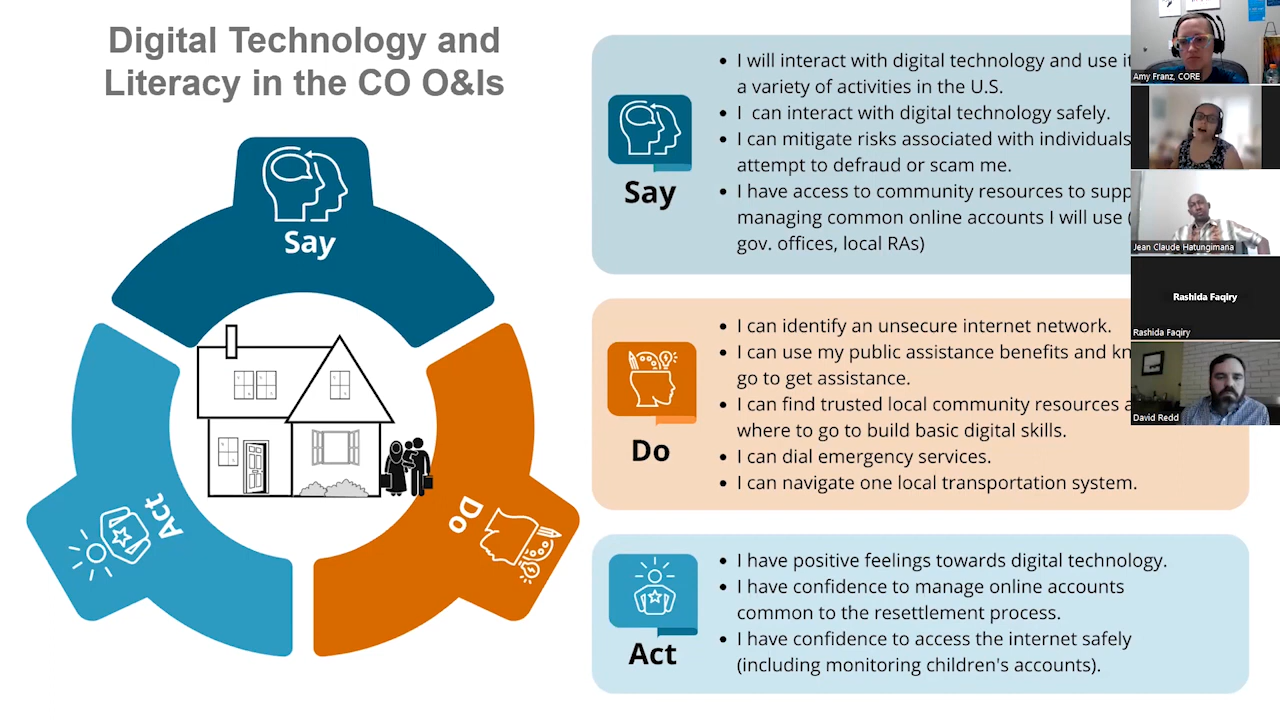 Digital Technology and
Literacy in the CO O&Is
Say
Act
Do
I will interact with digital technology and use it
a variety of activities in the U.S.
I can interact with digital technology safely.
I can mitigate risks associated with individuals
attempt to defraud or scam me.
I have access to community resources to supp
managing common online accounts I will use (
gov. offices, local RAs)
Say
I can identify an unsecure internet network.
I can use my public assistance benefits and kn
go to get assistance.
I can find trusted local community resources a
where to go to build basic digital skills.
I can dial emergency services.
I can navigate one local transportation system.
Do
I have positive feelings towards digital technology.
I have confidence to manage online accounts
common to the resettlement process.
I have confidence to access the internet safely
(including monitoring children's accounts).
Act
Amy Franz, CORE
Jean Claude Hatungimana
Rashida Faqiry
Rashida Faqiry
David Redd